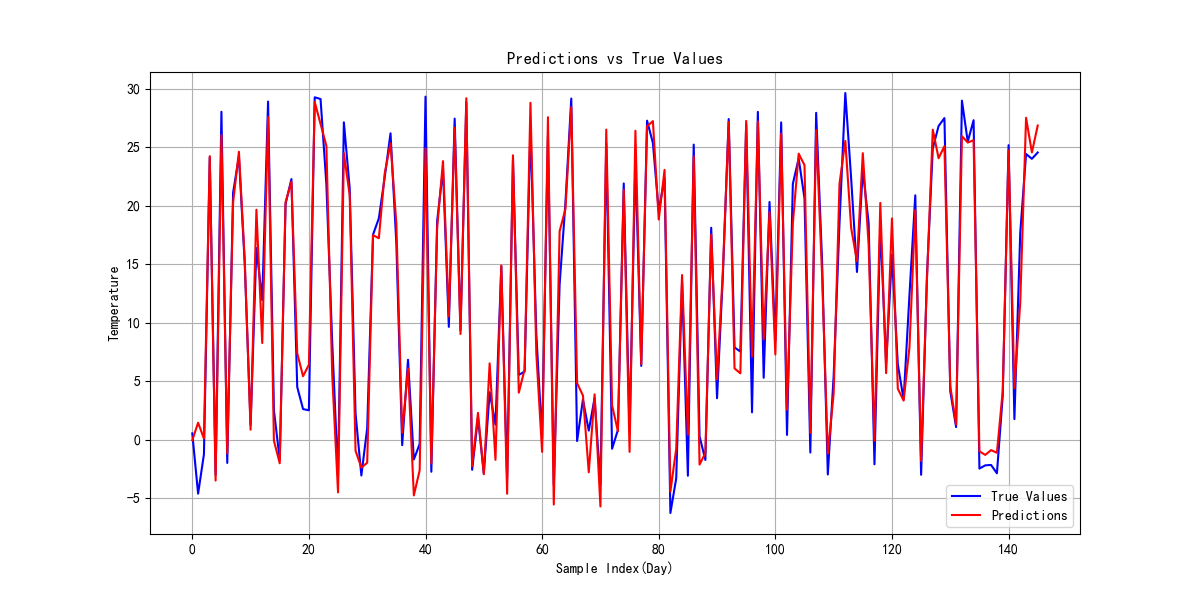 Predictions vs True Values
30
25
20
15
10
5
0
−5
Temperature
0 20 40 60 80 100 120 140
Sample Index(Day)
True Values
Predictions